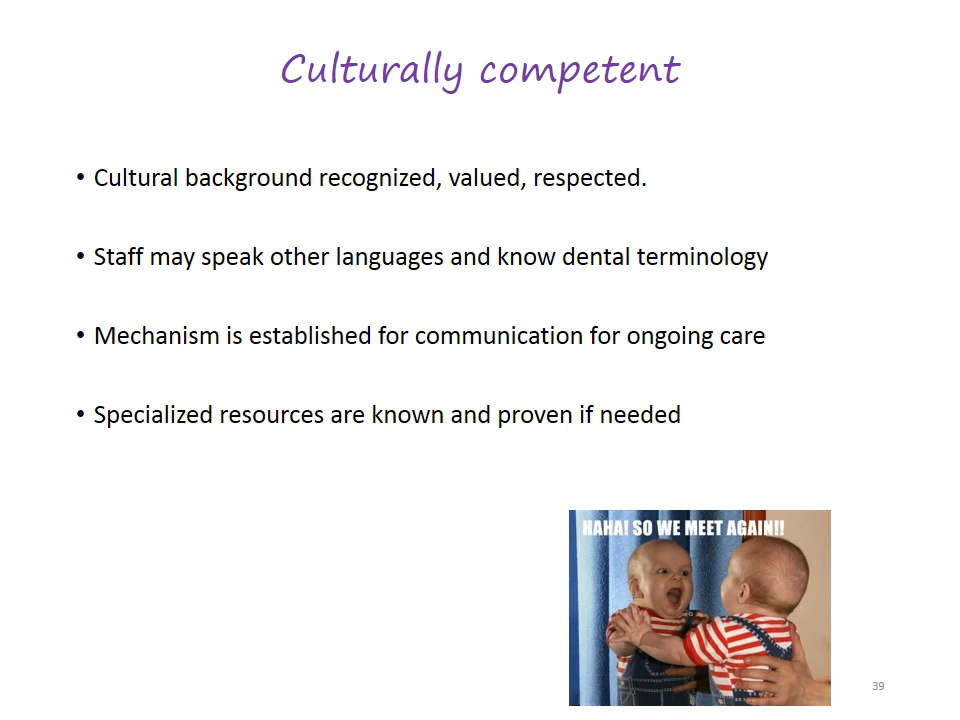 Culturally competent
• Cultural background recognized, valued, respected.
• Staff may speak other languages and know dental terminology
• Mechanism is established for communication for ongoing care
• Specialized resources are known and proven if needed
HAHA! SO WE MEET AGAIN!!
39